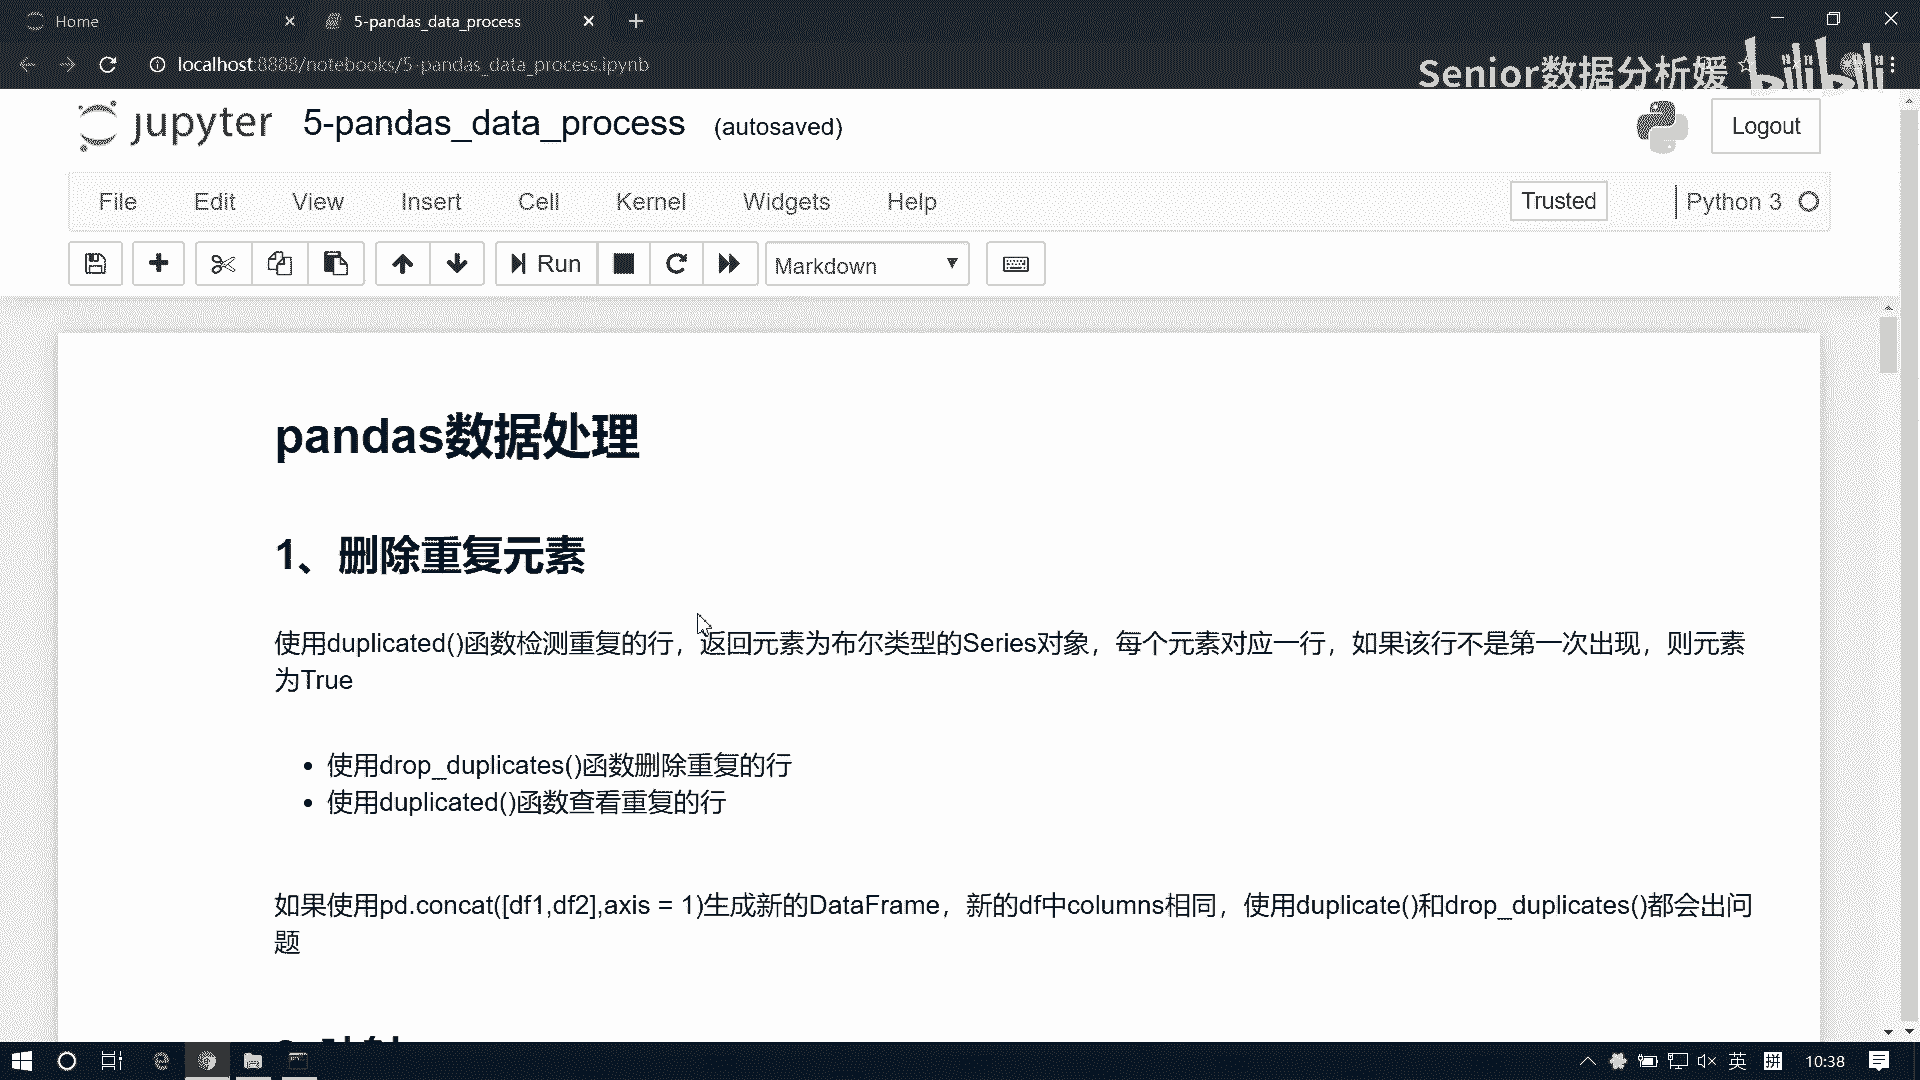 Home
5-pandas_data_process
localhost:8888/notebooks/5-pandas_data_process.ipynb
Senior数据分析媛 bilibili
jupyter 5-pandas_data_process (autosaved)
Logout
File Edit View Insert Cell Kernel Widgets Help
Trusted Python 3
Run
Markdown
pandas数据处理
1、删除重复元素
使用duplicated()函数检测重复的行，返回元素为布尔类型的Series对象，每个元素对应一行，如果该行不是第一次出现，则元素
为True
• 使用drop_duplicates()函数删除重复的行
• 使用duplicated()函数查看重复的行
如果使用pd.concat([df1,df2],axis = 1)生成新的DataFrame，新的df中columns相同，使用duplicate()和drop_duplicates()都会出问
题
英 拼 10:38